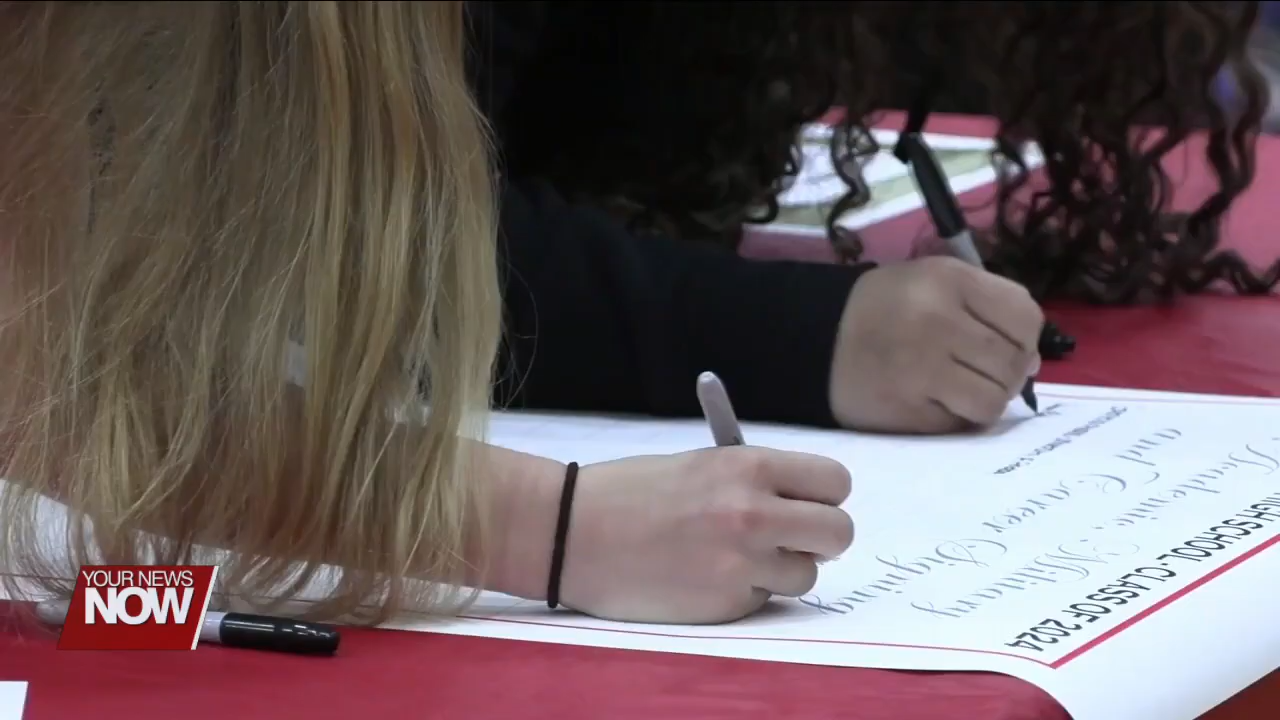 HIGH SCHOOL - CLASS OF 2024
Academic, Military
and Career Signing
YOUR NEWS
NOW